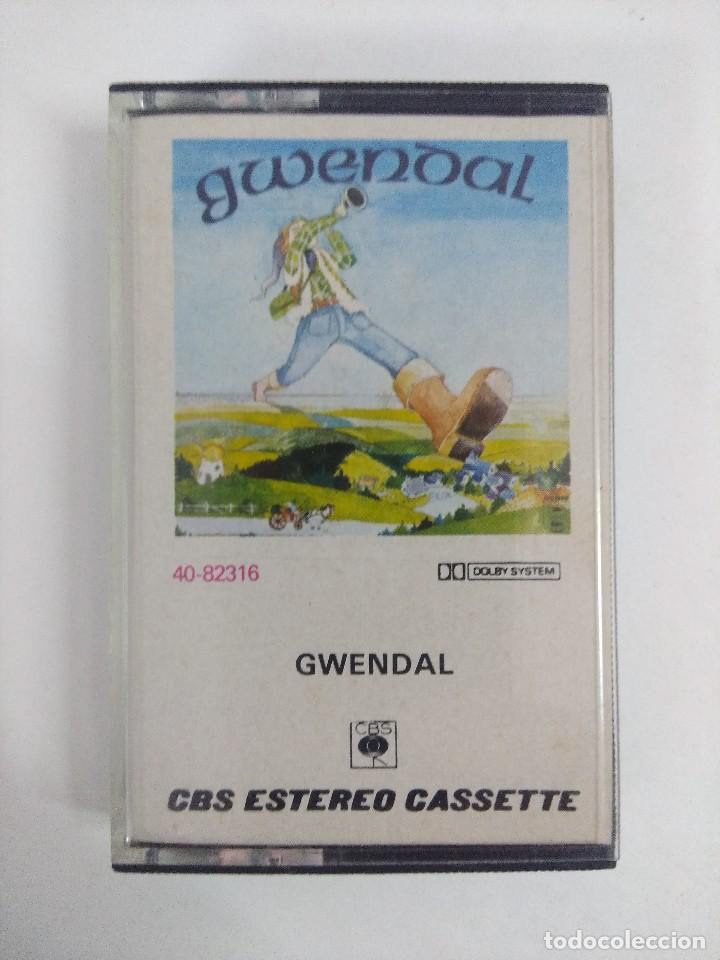 gwendal
40-82316
DOLBY SYSTEM
GWENDAL
CBS
CBS ESTEREO CASSETTE
todocoleccion